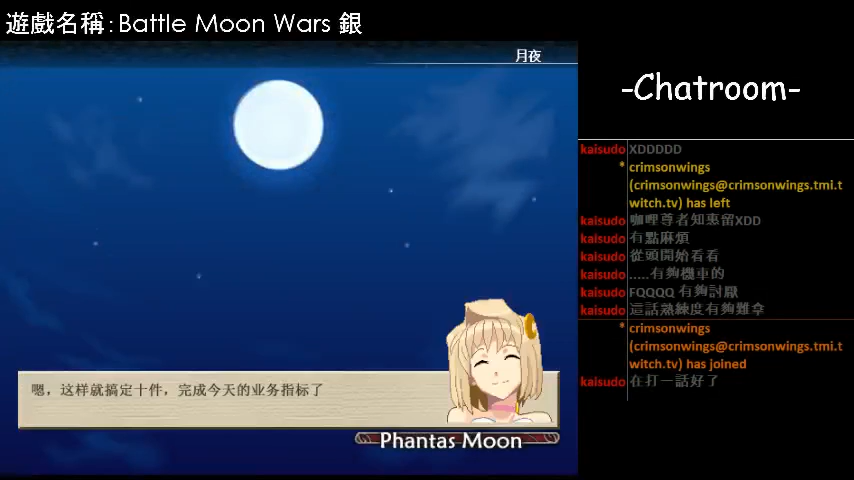 遊戲名稱:Battle Moon Wars 銀
月夜
-Chatroom-
kaisudo XDDDDD
* crimsonwings
(crimsonwings@crimsonwings.tmi.t
witch.tv) has left
kaisudo 咖哩尊者知惠留XDD
kaisudo 有點麻煩
kaisudo 從頭開始看看
kaisudo .....有夠機車的
kaisudo FQQQQ 有夠討厭
kaisudo 這話熟練度有夠難拿
* crimsonwings
(crimsonwings@crimsonwings.tmi.t
witch.tv) has joined
kaisudo 在打一話好了
嗯，这样就搞定十件，完成今天的业务指标了
Phantas Moon